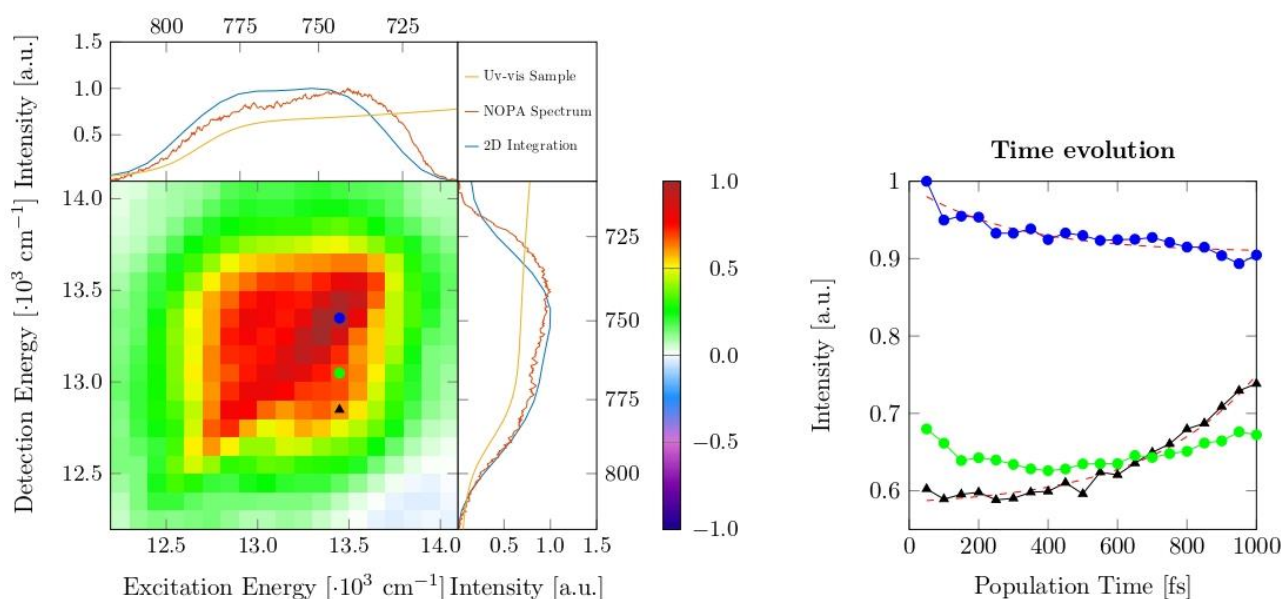 800 775 750 725
1.5
1.0
0.5
Intensity [a.u.]
Uv-vis Sample
NOPA Spectrum
2D Integration
14.0
13.5
13.0
12.5
Detection Energy [·10³ cm⁻¹]
725
750
775
800
12.5 13.0 13.5 14.0
Excitation Energy [·10³ cm⁻¹]
0.5 1.0 1.5
Intensity [a.u.]
1.0
0.5
0.0
−0.5
−1.0
Time evolution
1
0.9
0.8
0.7
0.6
Intensity [a.u.]
0 200 400 600 800 1000
Population Time [fs]